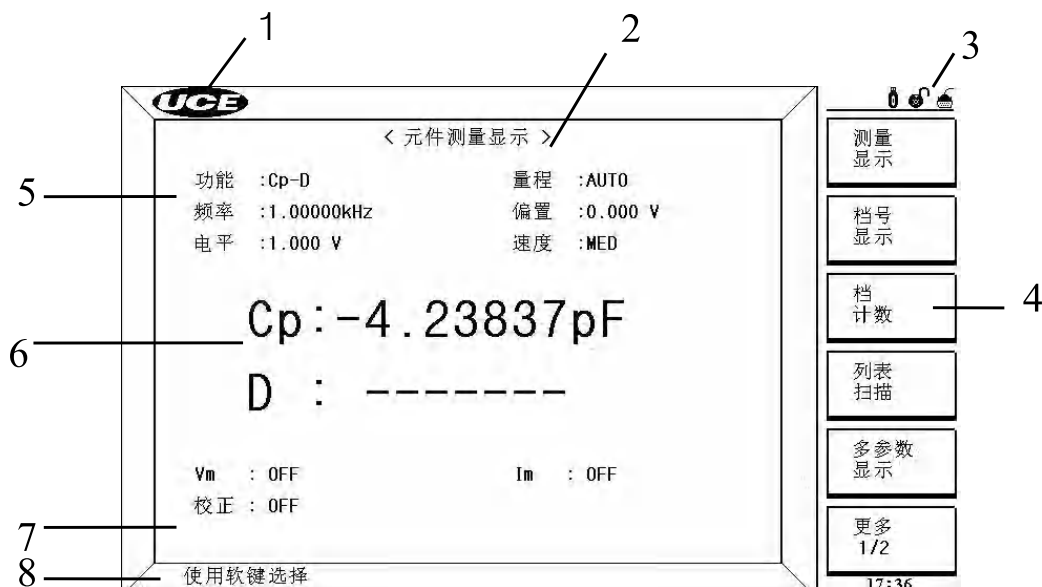 1
2
3
UCE
< 元件测量显示 >
5
功能 :Cp-D
量程 :AUTO
频率 :1.00000kHz
偏置 :0.000 V
电平 :1.000 V
速度 :MED
6
Cp:-4.23837pF
D : -------
Vm : OFF
Im : OFF
校正 : OFF
7
8
使用软键选择
测量
显示
档号
显示
档
计数
4
列表
扫描
多参数
显示
更多
1/2
17:36